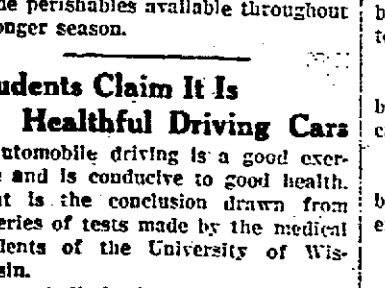 he perishables available throughout
onger season.
udents Claim It Is
Healthful Driving Cars
utomobile driving is a good exer-
e and is conducive to good health.
at is the conclusion drawn from
eries of tests made by the medical
dents of the University of Wis-
sin.